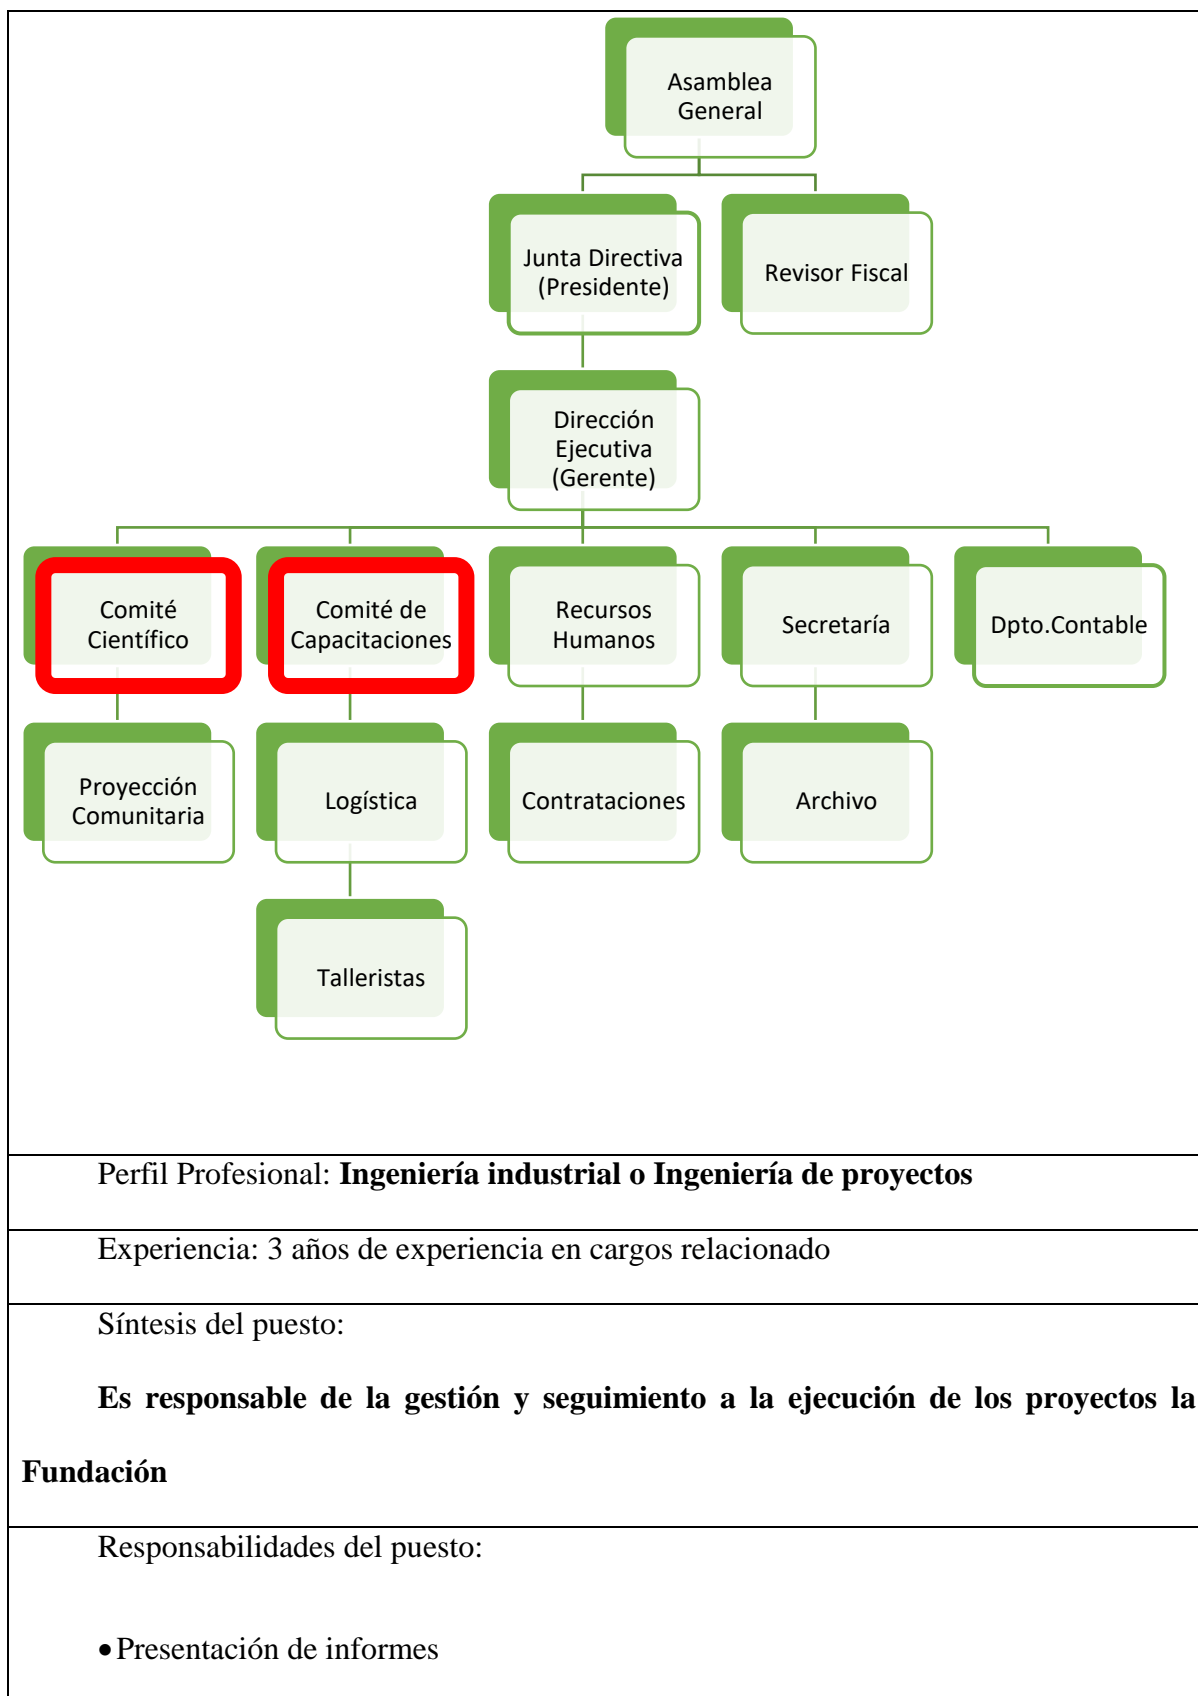 Asamblea
General
Junta Directiva
(Presidente)
Revisor Fiscal
Dirección
Ejecutiva
(Gerente)
Comité
Científico
Comité de
Capacitaciones
Recursos
Humanos
Secretaría
Dpto.Contable
Proyección
Comunitaria
Logística
Contrataciones
Archivo
Talleristas
Perfil Profesional: Ingeniería industrial o Ingeniería de proyectos
Experiencia: 3 años de experiencia en cargos relacionado
Síntesis del puesto:
Es responsable de la gestión y seguimiento a la ejecución de los proyectos la
Fundación
Responsabilidades del puesto:
•Presentación de informes